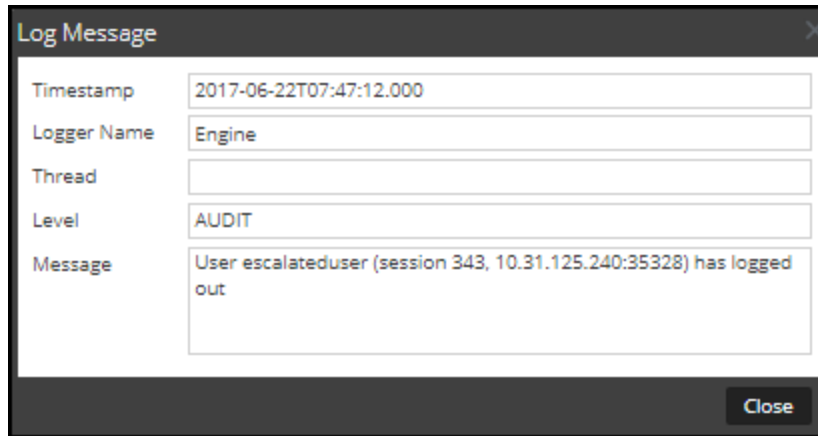 Log Message
Timestamp 2017-06-22T07:47:12.000
Logger Name Engine
Thread
Level AUDIT
Message User escalateduser (session 343, 10.31.125.240:35328) has logged
out
Close